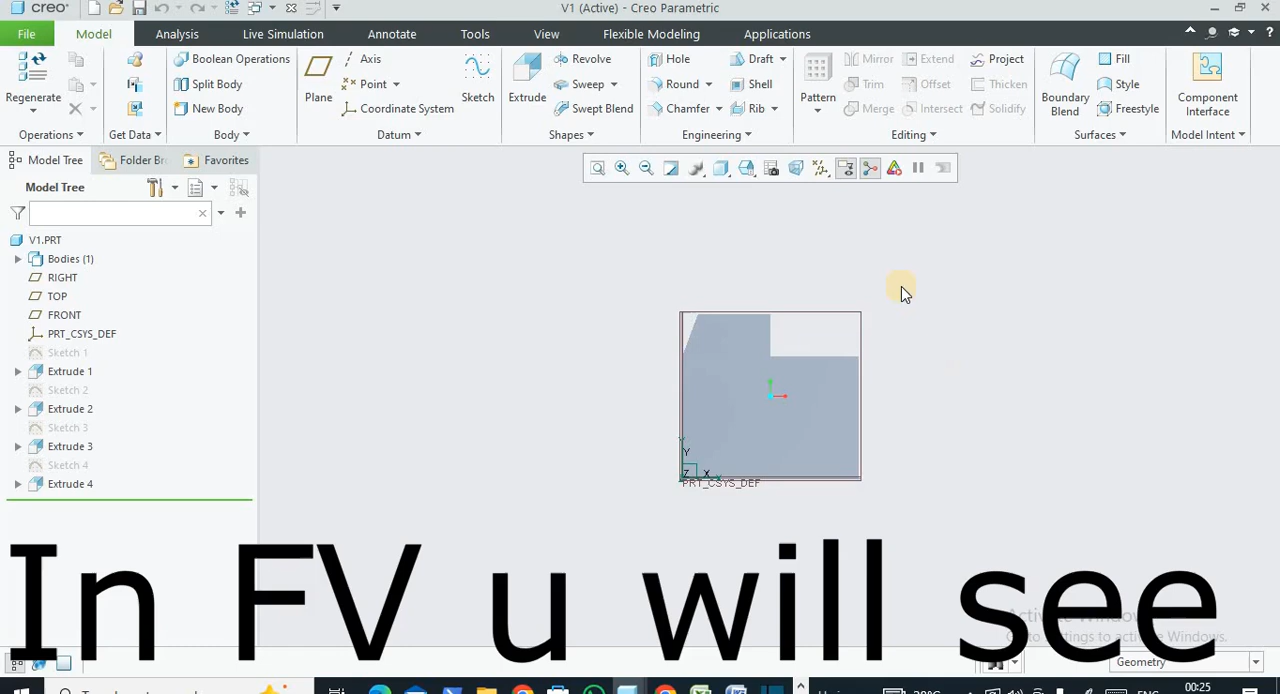 creo
V1 (Active) - Creo Parametric
File Model Analysis Live Simulation Annotate Tools View Flexible Modeling Applications
Regenerate
Operations
Get Data
Boolean Operations
Split Body
New Body
Body
Plane
Axis
Point
Coordinate System
Sketch
Datum
Extrude
Revolve
Sweep
Swept Blend
Shapes
Hole
Round
Chamfer
Draft
Shell
Rib
Engineering
Pattern
Mirror
Trim
Merge
Extend
Offset
Intersect
Project
Thicken
Solidify
Editing
Boundary
Blend
Fill
Style
Freestyle
Surfaces
Component
Interface
Model Intent
Model Tree
Folder Br
Favorites
Model Tree
V1.PRT
Bodies (1)
RIGHT
TOP
FRONT
PRT_CSYS_DEF
Sketch 1
Extrude 1
Sketch 2
Extrude 2
Sketch 3
Extrude 3
Sketch 4
Extrude 4
Y
Z X
PRT_CSYS_DEF
In FV u will see
Geometry
00:25